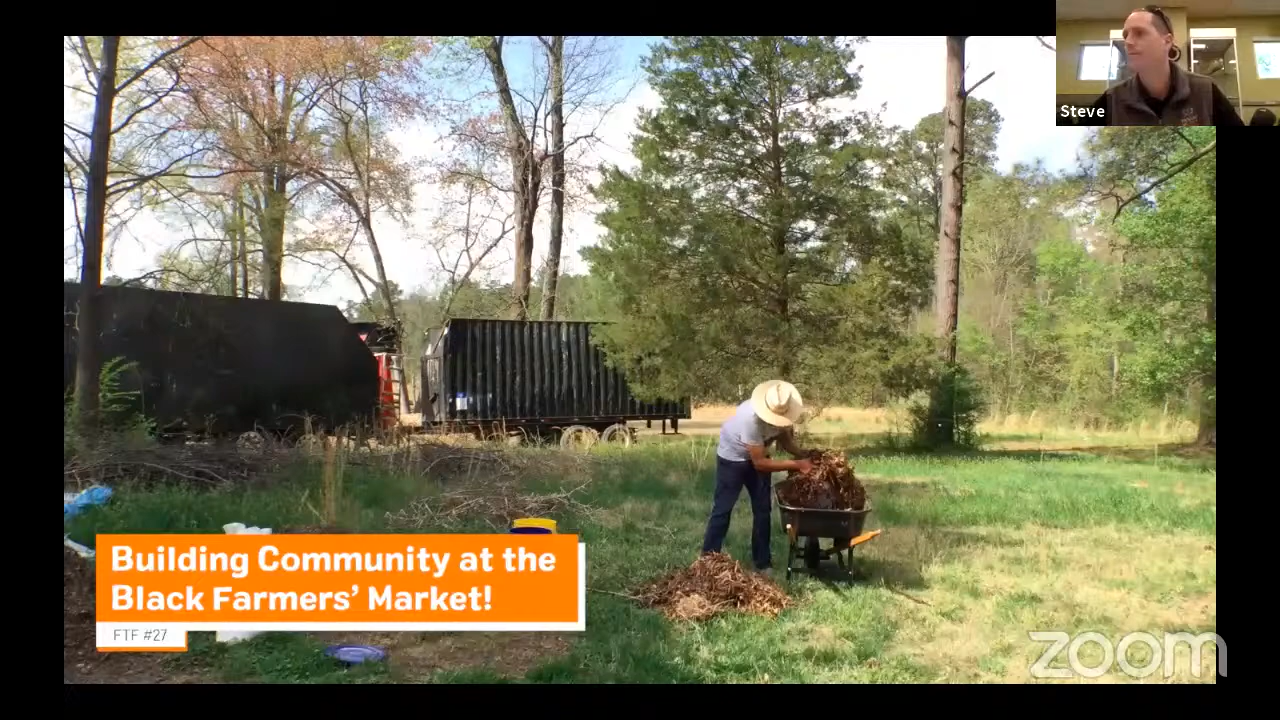 Steve
Building Community at the
Black Farmers' Market!
FTF #27
zoom